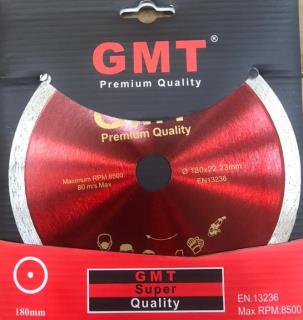 GMT®
Premium Quality
GMT
Premium Quality
Maximum RPM:8500
80 m/s Max
Ø 180x22.23mm
EN13236
180mm
GMT
Super
Quality
EN.13236
Max RPM:8500